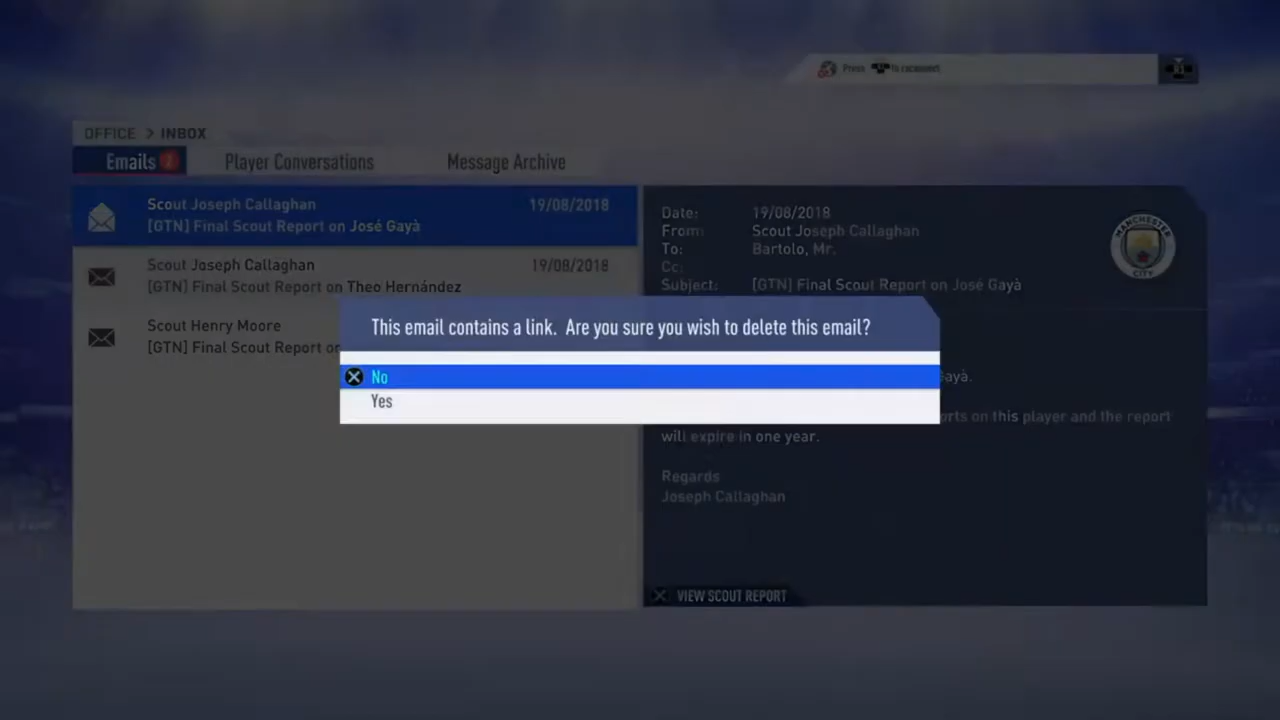 Press to reconnect
OFFICE > INBOX
Emails 2
Player Conversations
Message Archive
Scout Joseph Callaghan 19/08/2018
[GTN] Final Scout Report on José Gayà
Scout Joseph Callaghan 19/08/2018
[GTN] Final Scout Report on Theo Hernández
Scout Henry Moore
[GTN] Final Scout Report
Date: 19/08/2018
From: Scout Joseph Callaghan
To: Bartolo, Mr.
Cc:
Subject: [GTN] Final Scout Report on José Gayà
MANCHESTER
CITY
This email contains a link. Are you sure you wish to delete this email?
No
Yes
ayà.
orts on this player and the report
will expire in one year.
Regards
Joseph Callaghan
VIEW SCOUT REPORT